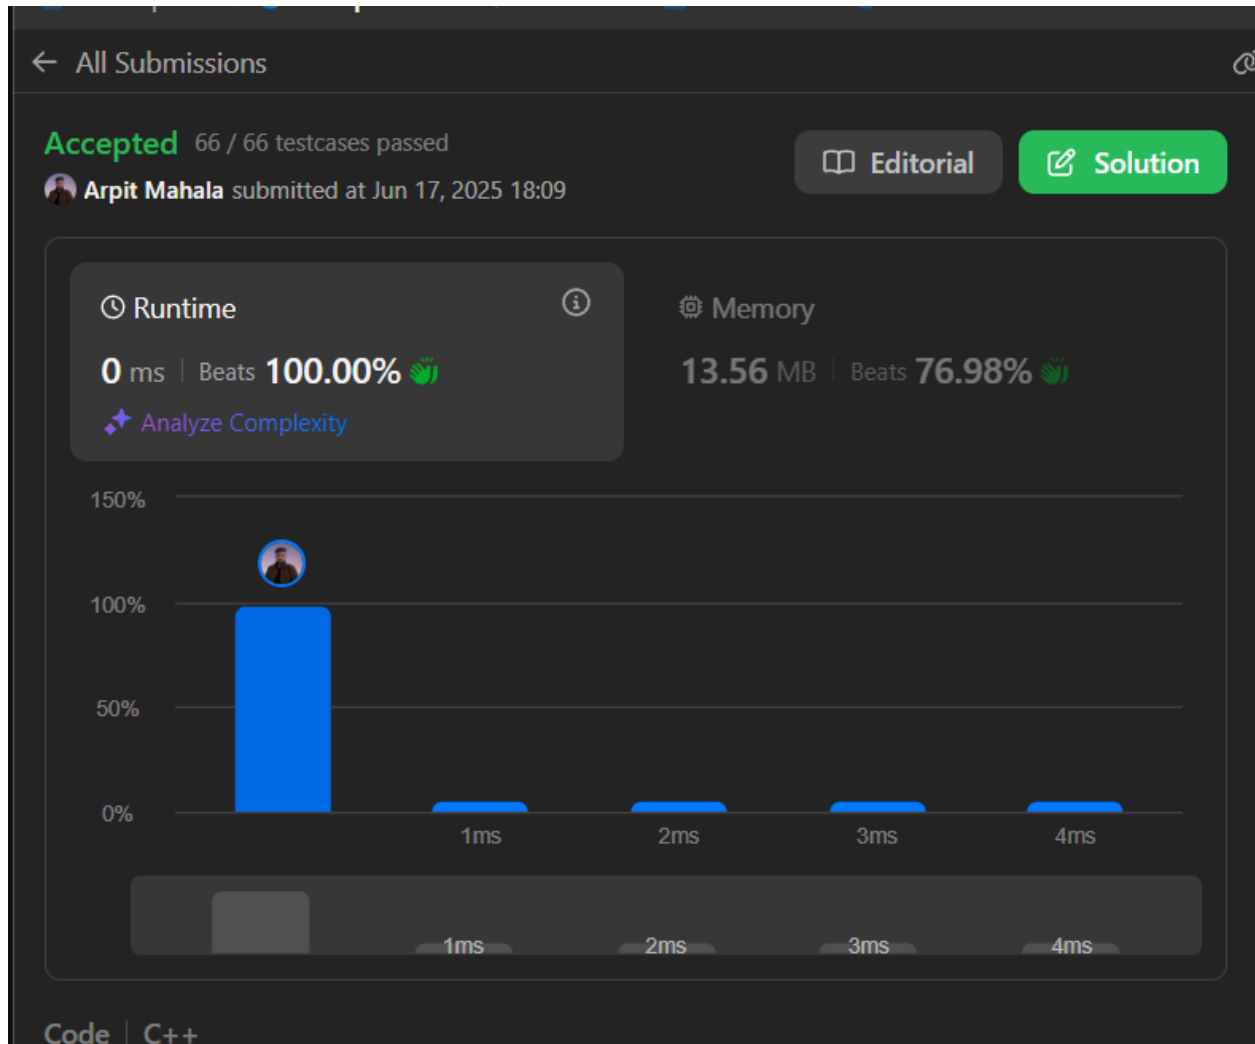 All Submissions
Accepted 66 / 66 testcases passed
Arpit Mahala submitted at Jun 17, 2025 18:09
Editorial
Solution
Runtime
0 ms | Beats 100.00%
Analyze Complexity
Memory
13.56 MB | Beats 76.98%
150%
100%
50%
0%
1ms 2ms 3ms 4ms
1ms 2ms 3ms 4ms
Code | C++